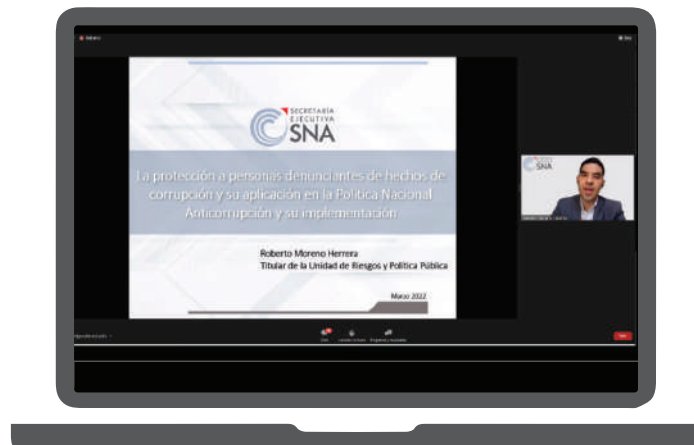 SECRETARÍA
EJECUTIVA
SNA
La protección a personas denunciantes de hechos de
corrupción y su aplicación en la Política Nacional
Anticorrupción y su implementación
Roberto Moreno Herrera
Titular de la Unidad de Riesgos y Política Pública
Marzo 2022
SNA